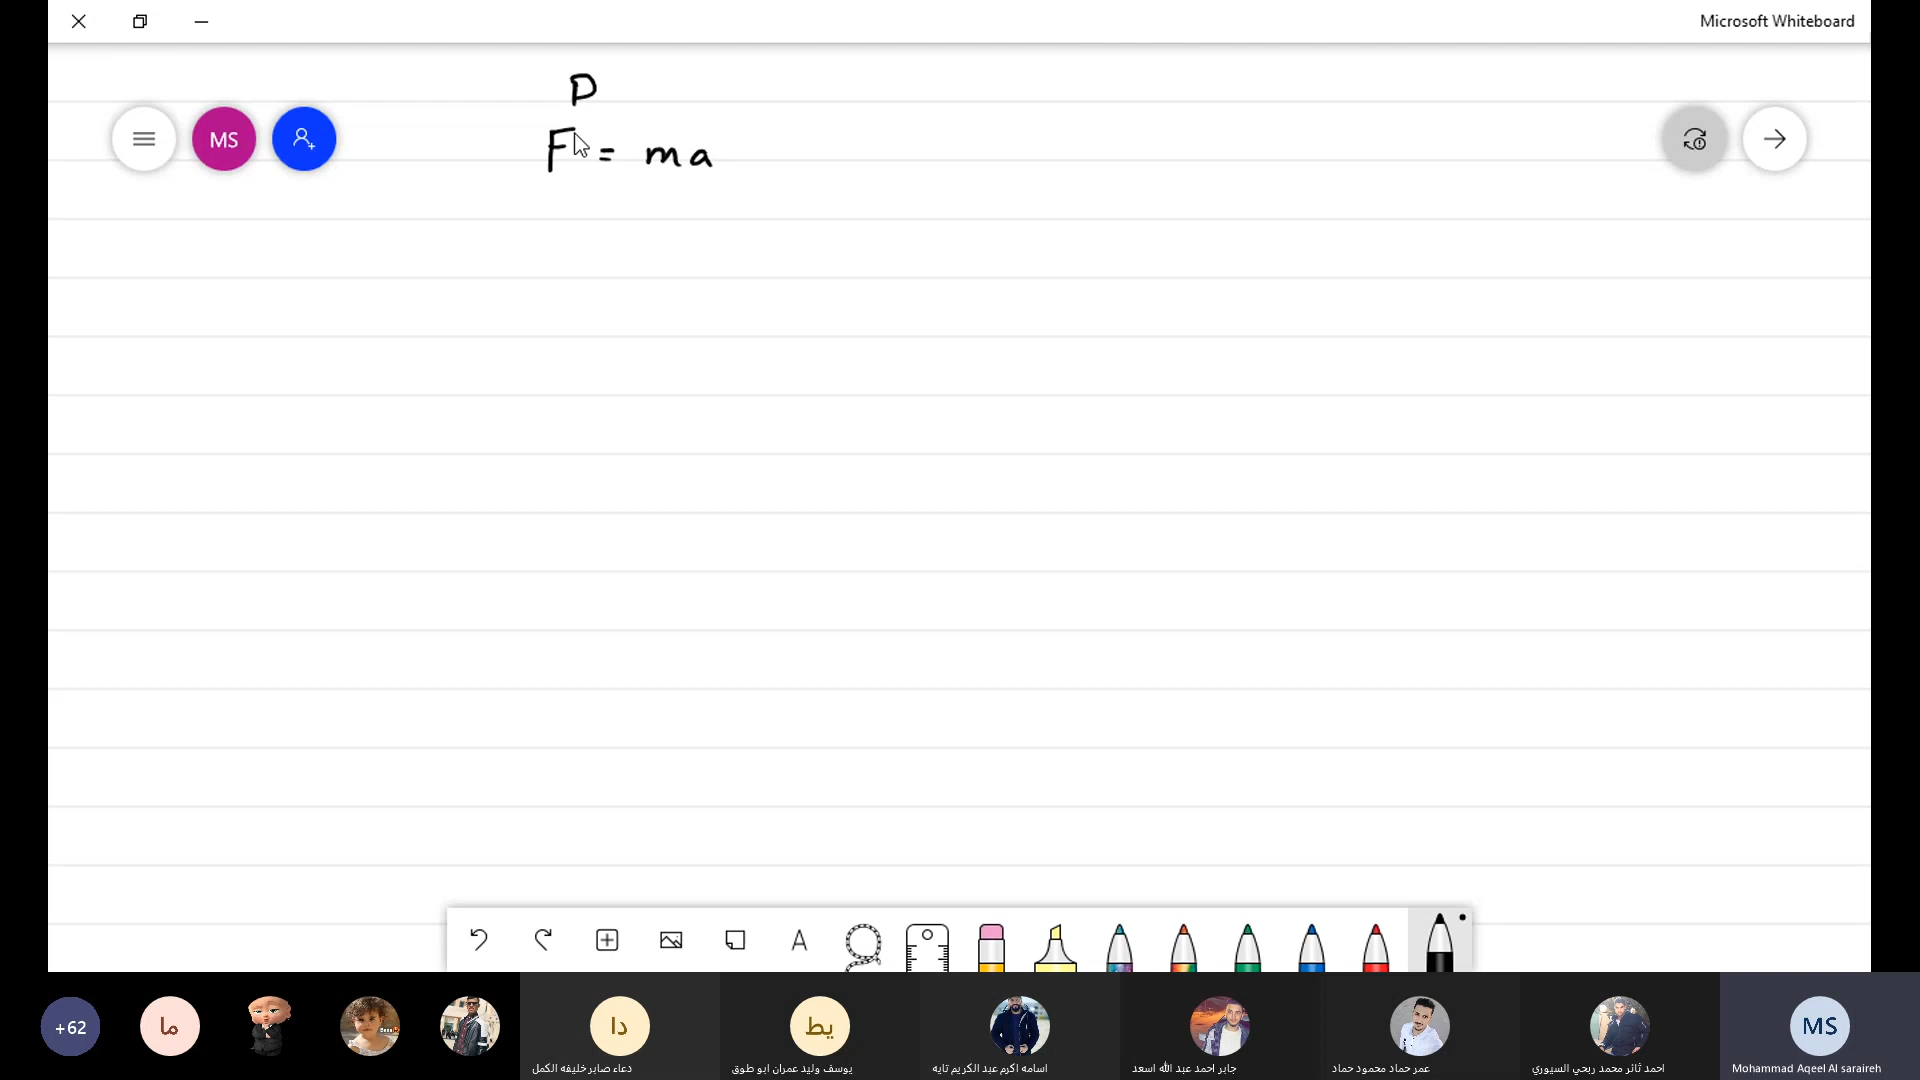 Microsoft Whiteboard
MS
P
F = ma
A
+62
ما
دا
دعاء صابر خليفه الكمل
يط
يوسف وليد عمران ابو طوق
اسامه اكرم عبد الكريم تايه
جابر احمد عبد الله اسعد
عمر حماد محمود حماد
احمد ثائر محمد ربحي السيوري
MS
Mohammad Aqeel Al saraireh